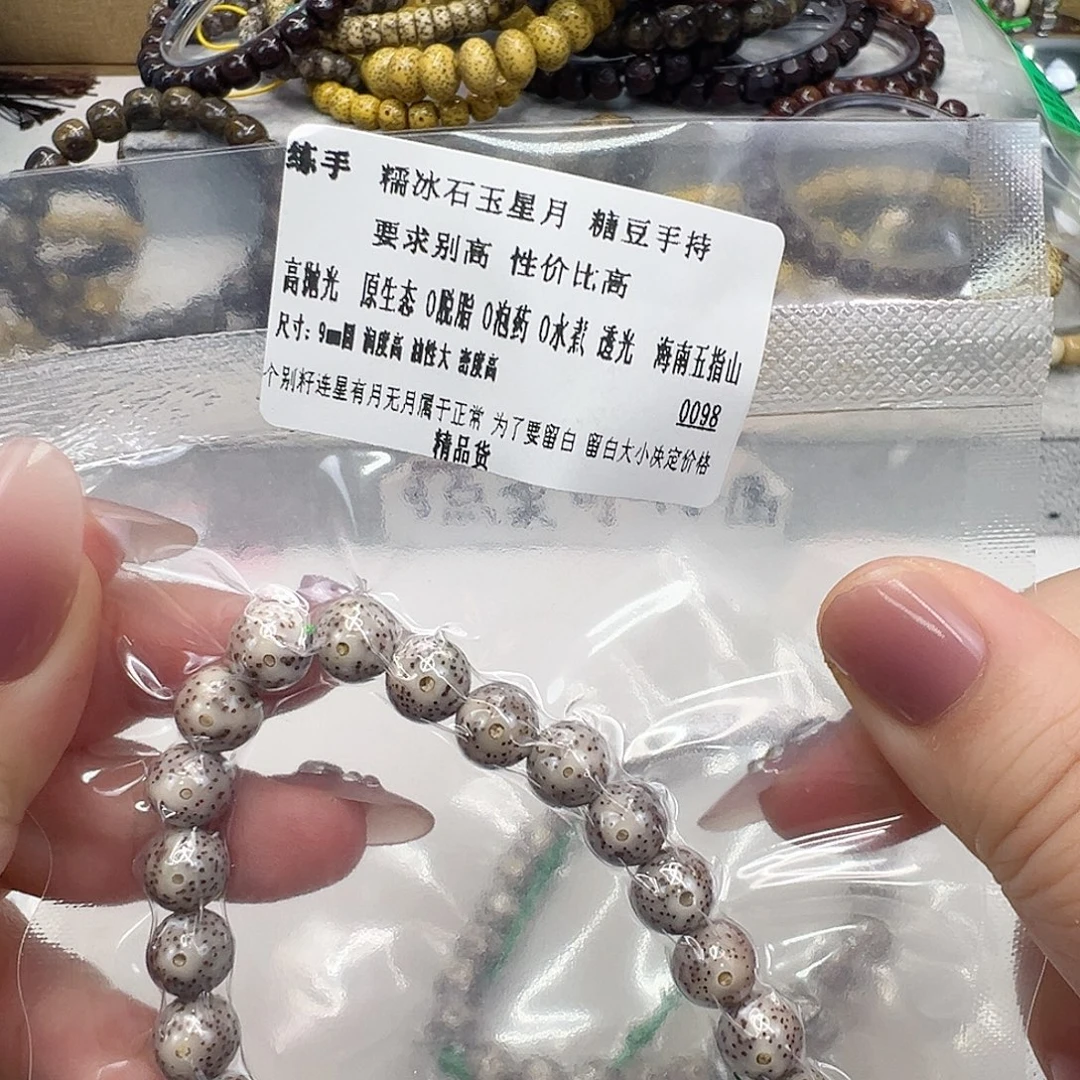 练手 糯冰石玉星月 糖豆手持
要求别高 性价比高
高抛光 原生态 0脱脂 0泡药 0水煮 透光 海南五指山
尺寸：9mm圆 润度高 油性大 密度高
0098
个别籽连星有月无月属于正常 为了要留白 留白大小决定价格
精品货